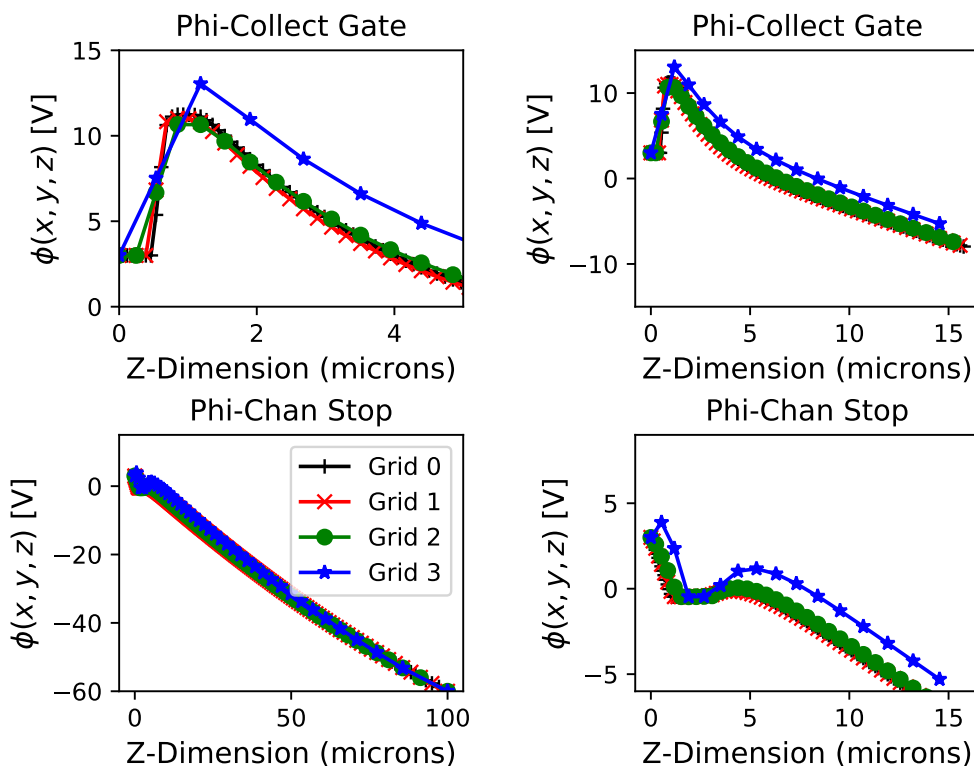 Phi-Collect Gate
ϕ(x, y, z) [V]
15
10
5
0
0 2 4
Z-Dimension (microns)
Phi-Collect Gate
ϕ(x, y, z) [V]
10
0
−10
0 5 10 15
Z-Dimension (microns)
Phi-Chan Stop
ϕ(x, y, z) [V]
0
−20
−40
−60
0 50 100
Z-Dimension (microns)
Grid 0
Grid 1
Grid 2
Grid 3
Phi-Chan Stop
ϕ(x, y, z) [V]
5
0
−5
0 5 10 15
Z-Dimension (microns)